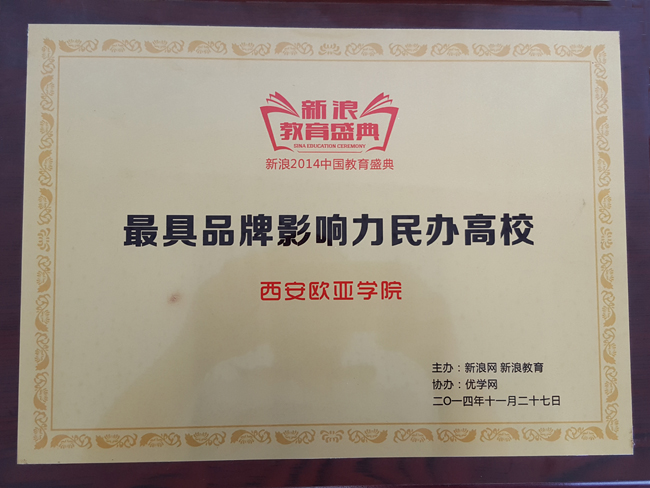 新浪
教育盛典
SINA EDUCATION CEREMONY
新浪2014中国教育盛典
最具品牌影响力民办高校
西安欧亚学院
主办：新浪网 新浪教育
协办：优学网
二〇一四年十一月二十七日